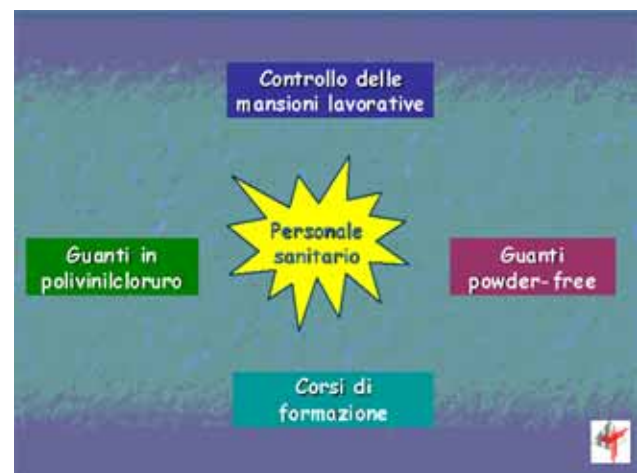 Controllo delle
mansioni lavorative
Personale
sanitario
Guanti in
polivinilcloruro
Guanti
powder-free
Corsi di
formazione